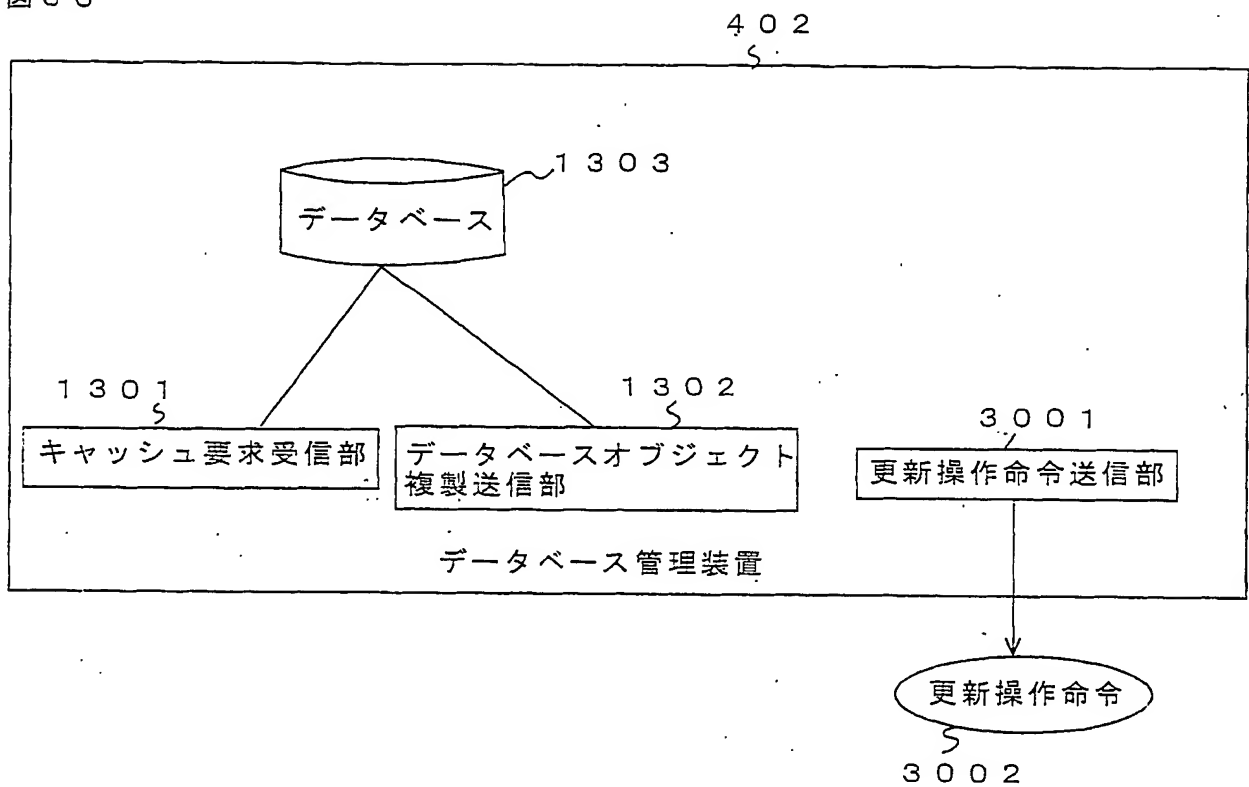 402
1303
データベース
1301
1302
3001
キャッシュ要求受信部
データベースオブジェクト
複製送信部
更新操作命令送信部
データベース管理装置
更新操作命令
3002